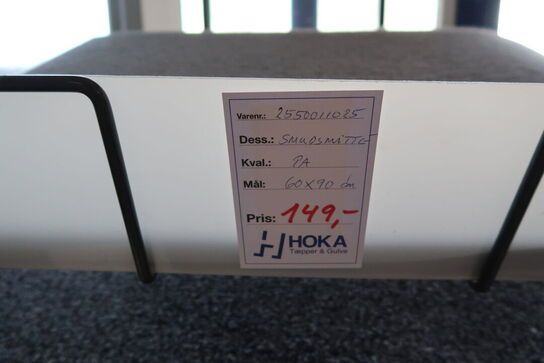 Varenr.: 2550011025
Dess.: SMUDSMÅTTE
Kval.: PA
Mål: 60x90 cm
Pris: 149,-
HOKA
Tæpper & Gulve